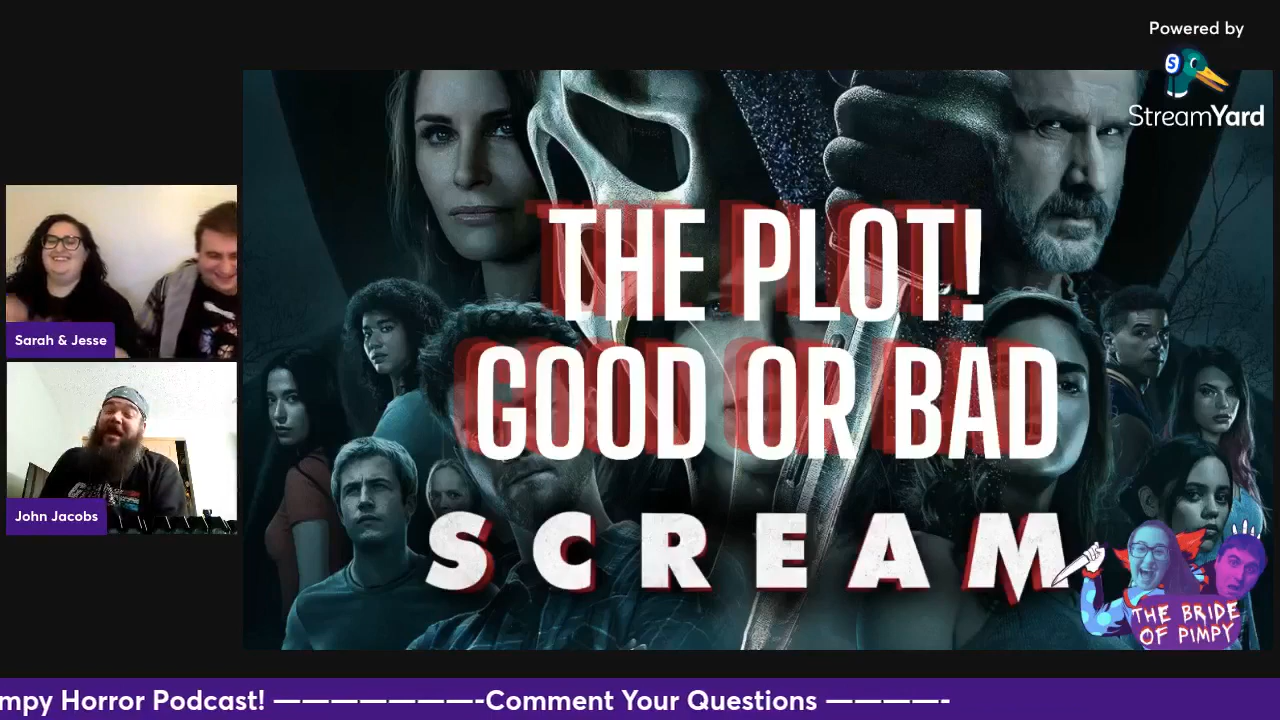 Powered by
S
StreamYard
THE PLOT!
GOOD OR BAD
SCREAM
Sarah & Jesse
John Jacobs
THE BRIDE
OF PIMPY
mpy Horror Podcast! ———————-Comment Your Questions ————-